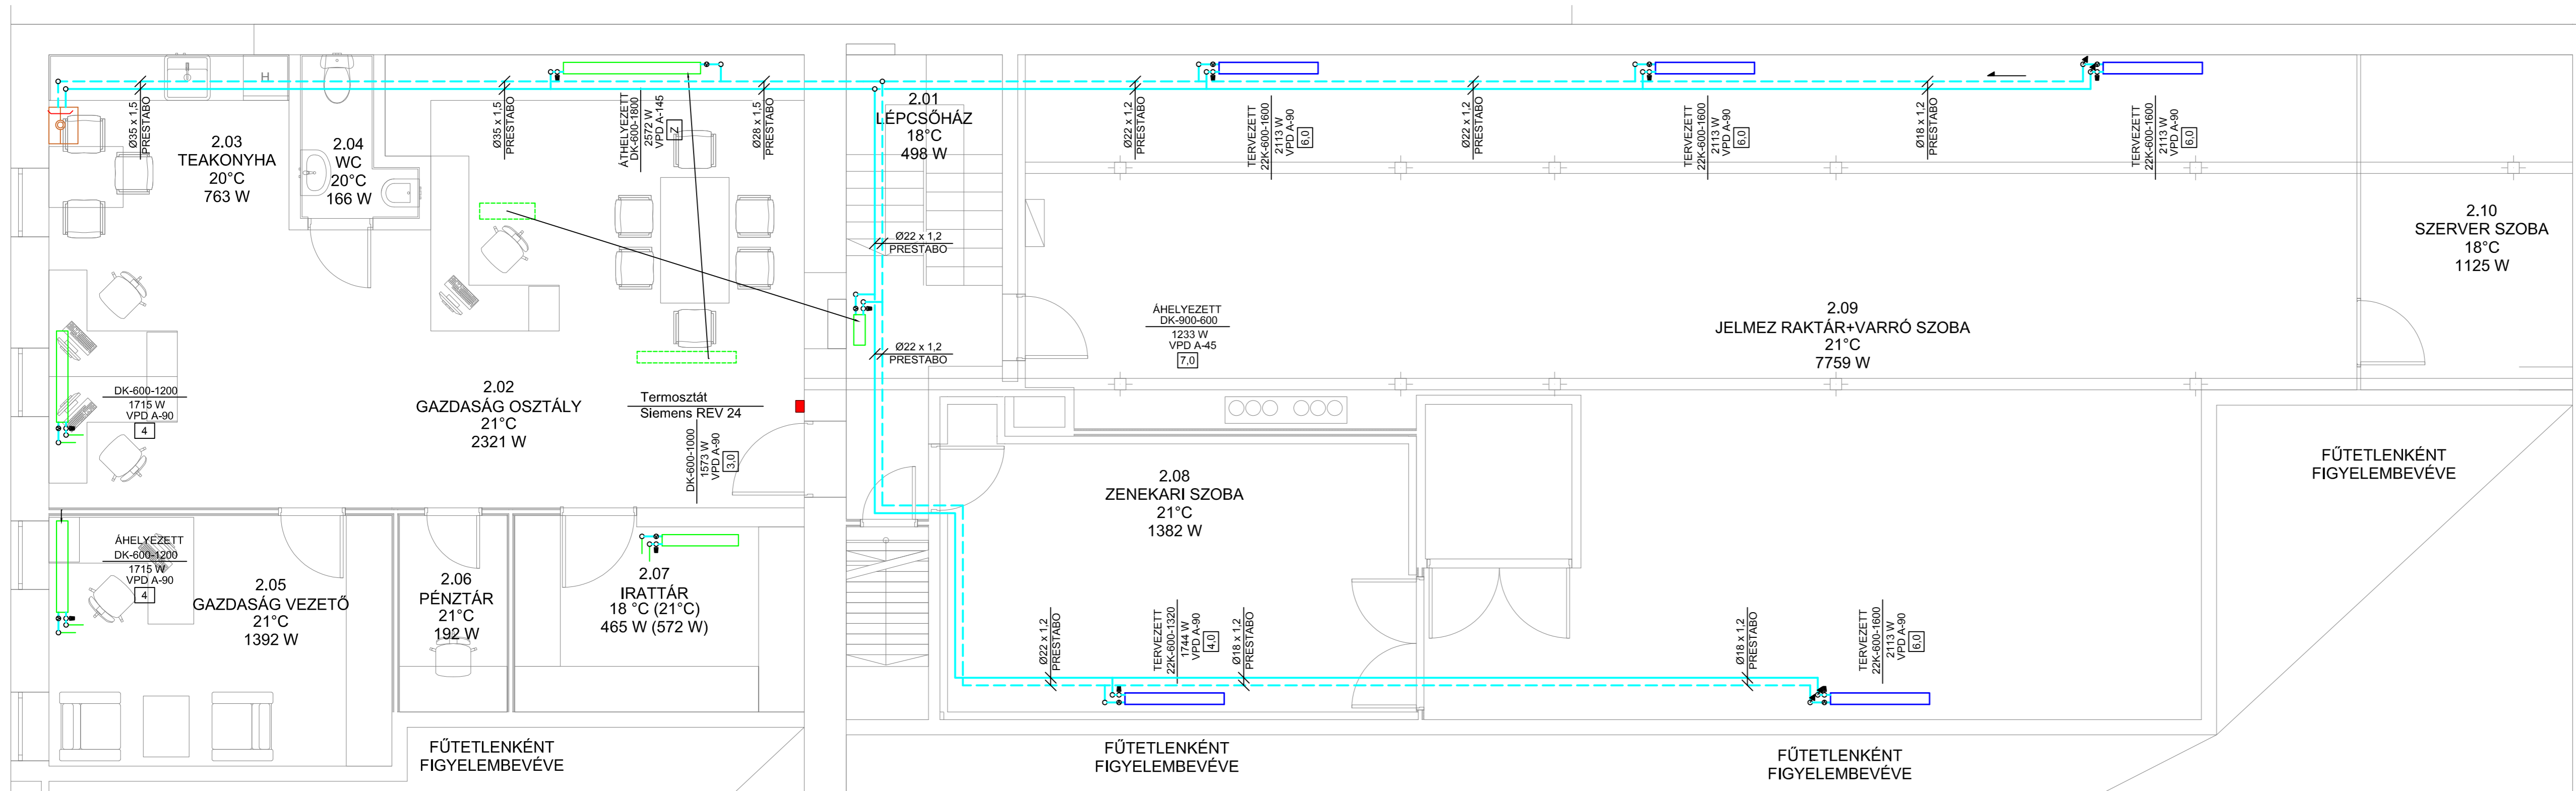 H
Ø35 x 1,5
PRESTABO
2.03
TEAKONYHA
20°C
763 W
2.04
WC
20°C
166 W
Ø35 x 1,5
PRESTABO
ÁTHELYEZETT
DK-600-1800
2572 W
VPD A-145
Z
Ø28 x 1,5
PRESTABO
2.01
LÉPCSŐHÁZ
18°C
498 W
Ø22 x 1,2
PRESTABO
TERVEZETT
22K-600-1600
2113 W
VPD A-90
6,0
Ø22 x 1,2
PRESTABO
TERVEZETT
22K-600-1600
2113 W
VPD A-90
6,0
Ø18 x 1,2
PRESTABO
TERVEZETT
22K-600-1600
2113 W
VPD A-90
6,0
2.10
SZERVER SZOBA
18°C
1125 W
Ø22 x 1,2
PRESTABO
Ø22 x 1,2
PRESTABO
ÁHELYEZETT
DK-900-600
1233 W
VPD A-45
7,0
2.09
JELMEZ RAKTÁR+VARRÓ SZOBA
21°C
7759 W
DK-600-1200
1715 W
VPD A-90
4
2.02
GAZDASÁG OSZTÁLY
21°C
2321 W
Termosztát
Siemens REV 24
DK-600-1000
1573 W
VPD A-90
3,0
2.08
ZENEKARI SZOBA
21°C
1382 W
FŰTETLENKÉNT
FIGYELEMBEVÉVE
ÁHELYEZETT
DK-600-1200
1715 W
VPD A-90
4
2.05
GAZDASÁG VEZETŐ
21°C
1392 W
2.06
PÉNZTÁR
21°C
192 W
2.07
IRATTÁR
18 °C (21°C)
465 W (572 W)
Ø22 x 1,2
PRESTABO
TERVEZETT
22K-600-1320
1744 W
VPD A-90
4,0
Ø18 x 1,2
PRESTABO
Ø18 x 1,2
PRESTABO
TERVEZETT
22K-600-1600
2113 W
VPD A-90
6,0
FŰTETLENKÉNT
FIGYELEMBEVÉVE
FŰTETLENKÉNT
FIGYELEMBEVÉVE
FŰTETLENKÉNT
FIGYELEMBEVÉVE